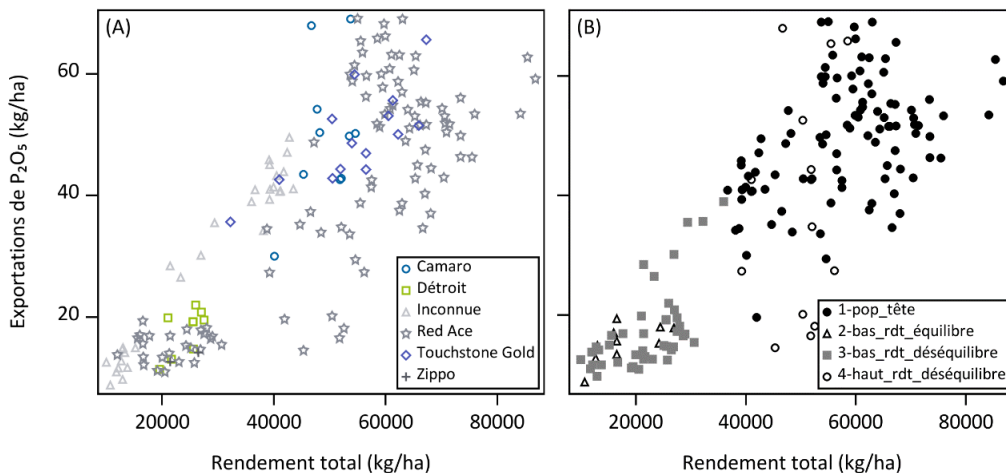 (A)
(B)
Exportations de P₂O₅ (kg/ha)
60
40
20
Camaro
Détroit
Inconnue
Red Ace
Touchstone Gold
Zippo
1-pop_tête
2-bas_rdt_équilibre
3-bas_rdt_déséquilibre
4-haut_rdt_déséquilibre
20000 40000 60000 80000
20000 40000 60000 80000
Rendement total (kg/ha)
Rendement total (kg/ha)